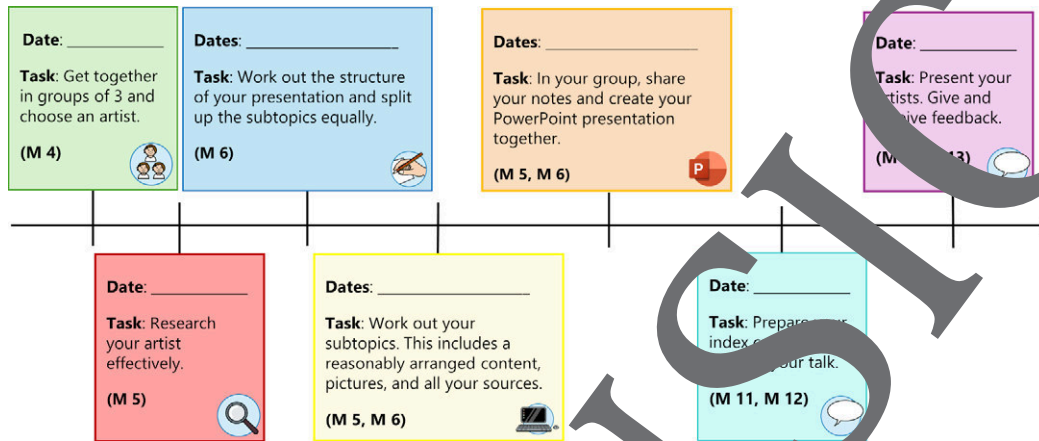 Date: ____________
Task: Get together
in groups of 3 and
choose an artist.
(M 4)
Dates: ___________________
Task: Work out the structure
of your presentation and split
up the subtopics equally.
(M 6)
Dates: ___________________
Task: In your group, share
your notes and create your
PowerPoint presentation
together.
(M 5, M 6)
P
Date: ____________
Task: Present your
Give and
feedback.
Date: ____________
Task: Research
your artist
effectively.
(M 5)
Dates: ___________________
Task: Work out your
subtopics. This includes a
reasonably arranged content,
pictures, and all your sources.
(M 5, M 6)
Date: ____________
Task: Prepare your
index
your talk.
(M 11, M 12)